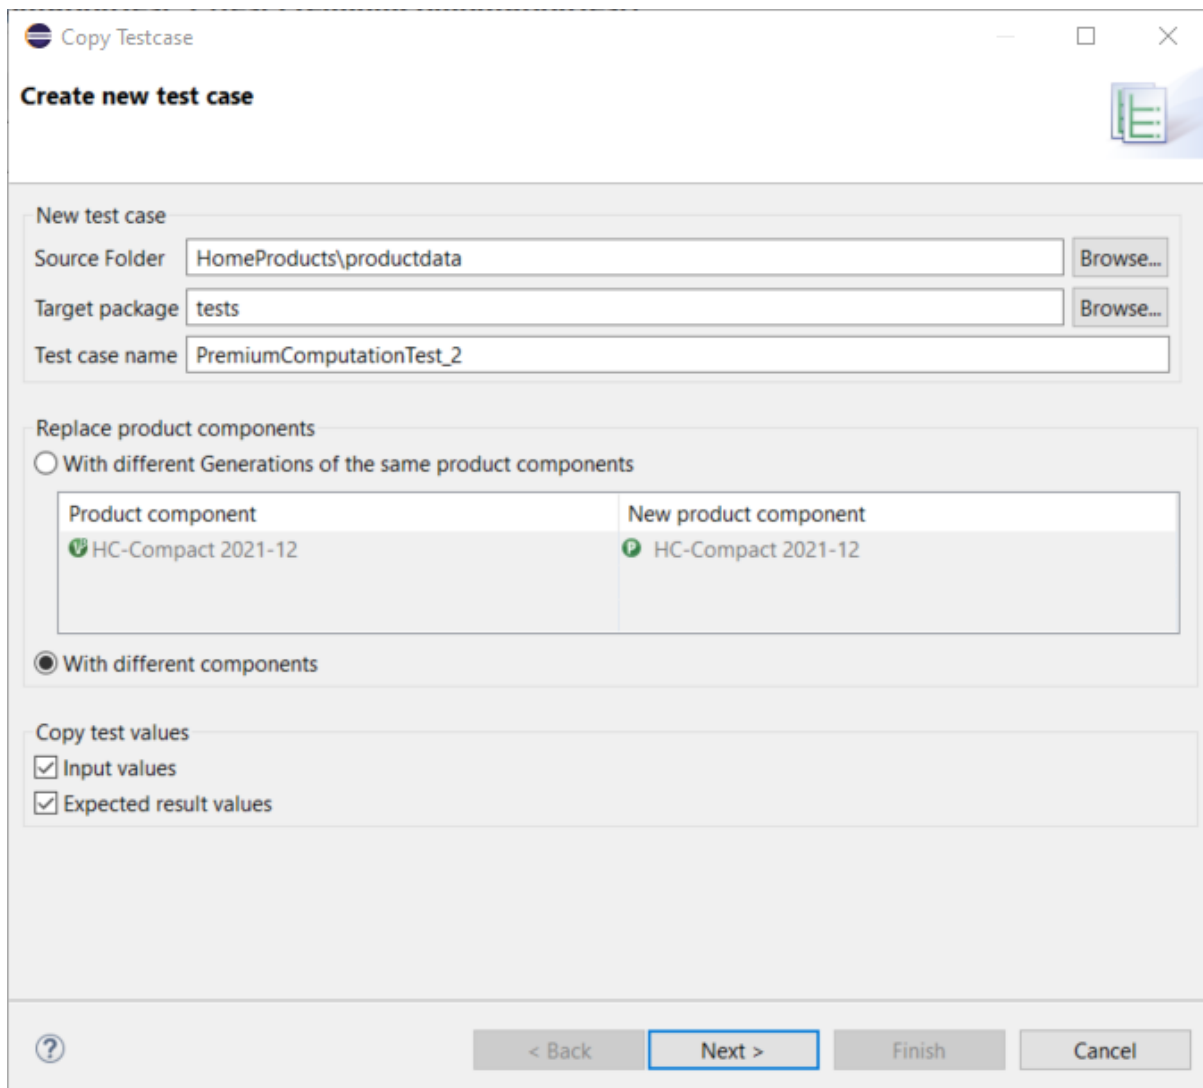 Copy Testcase
Create new test case
New test case
Source Folder HomeProducts\productdata Browse...
Target package tests Browse...
Test case name PremiumComputationTest_2
Replace product components
With different Generations of the same product components
Product component New product component
HC-Compact 2021-12 HC-Compact 2021-12
With different components
Copy test values
Input values
Expected result values
< Back Next > Finish Cancel